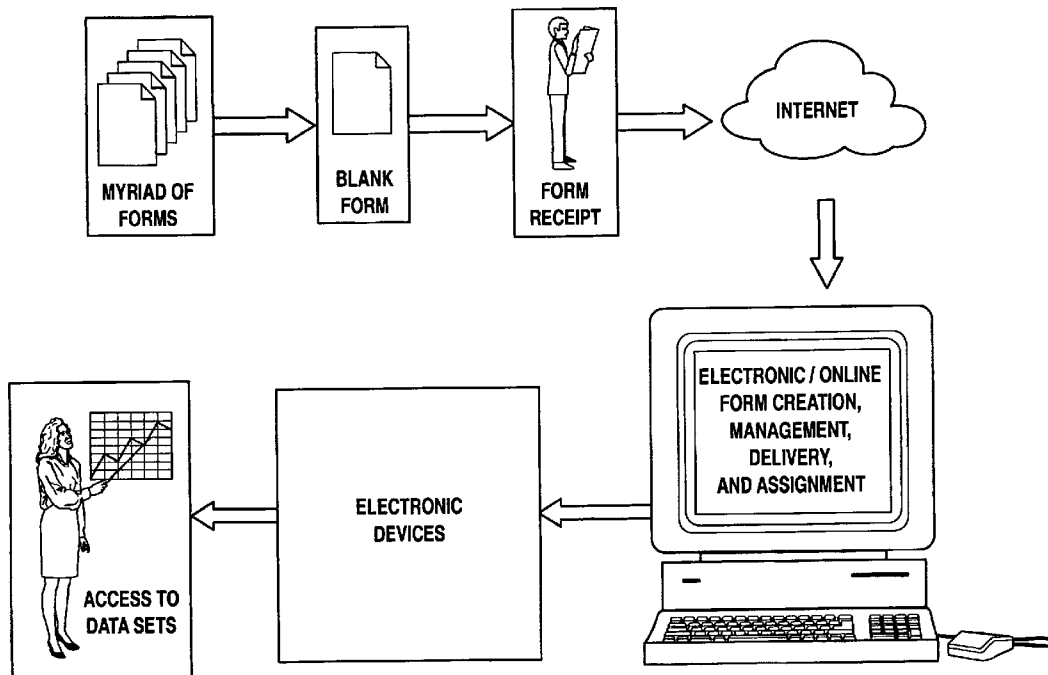 MYRIAD OF
FORMS
BLANK
FORM
FORM
RECEIPT
INTERNET
ELECTRONIC / ONLINE
FORM CREATION,
MANAGEMENT,
DELIVERY,
AND ASSIGNMENT
ELECTRONIC
DEVICES
ACCESS TO
DATA SETS